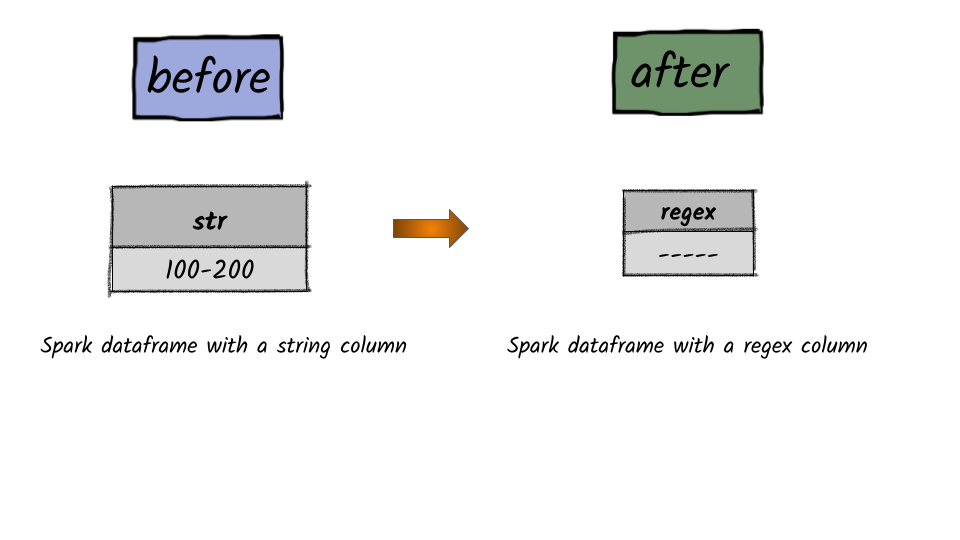 before
after
str
100-200
regex
-----
Spark dataframe with a string column
Spark dataframe with a regex column